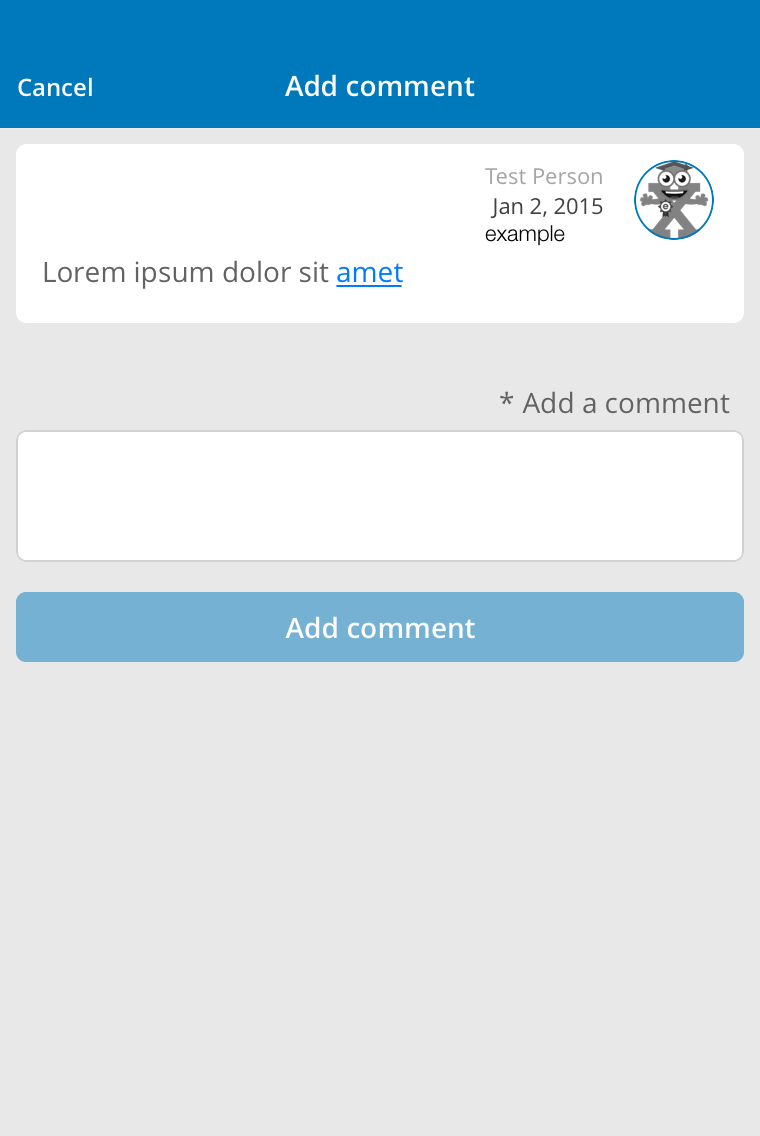 Cancel
Add comment
Test Person
Jan 2, 2015
example
Lorem ipsum dolor sit amet
* Add a comment
Add comment